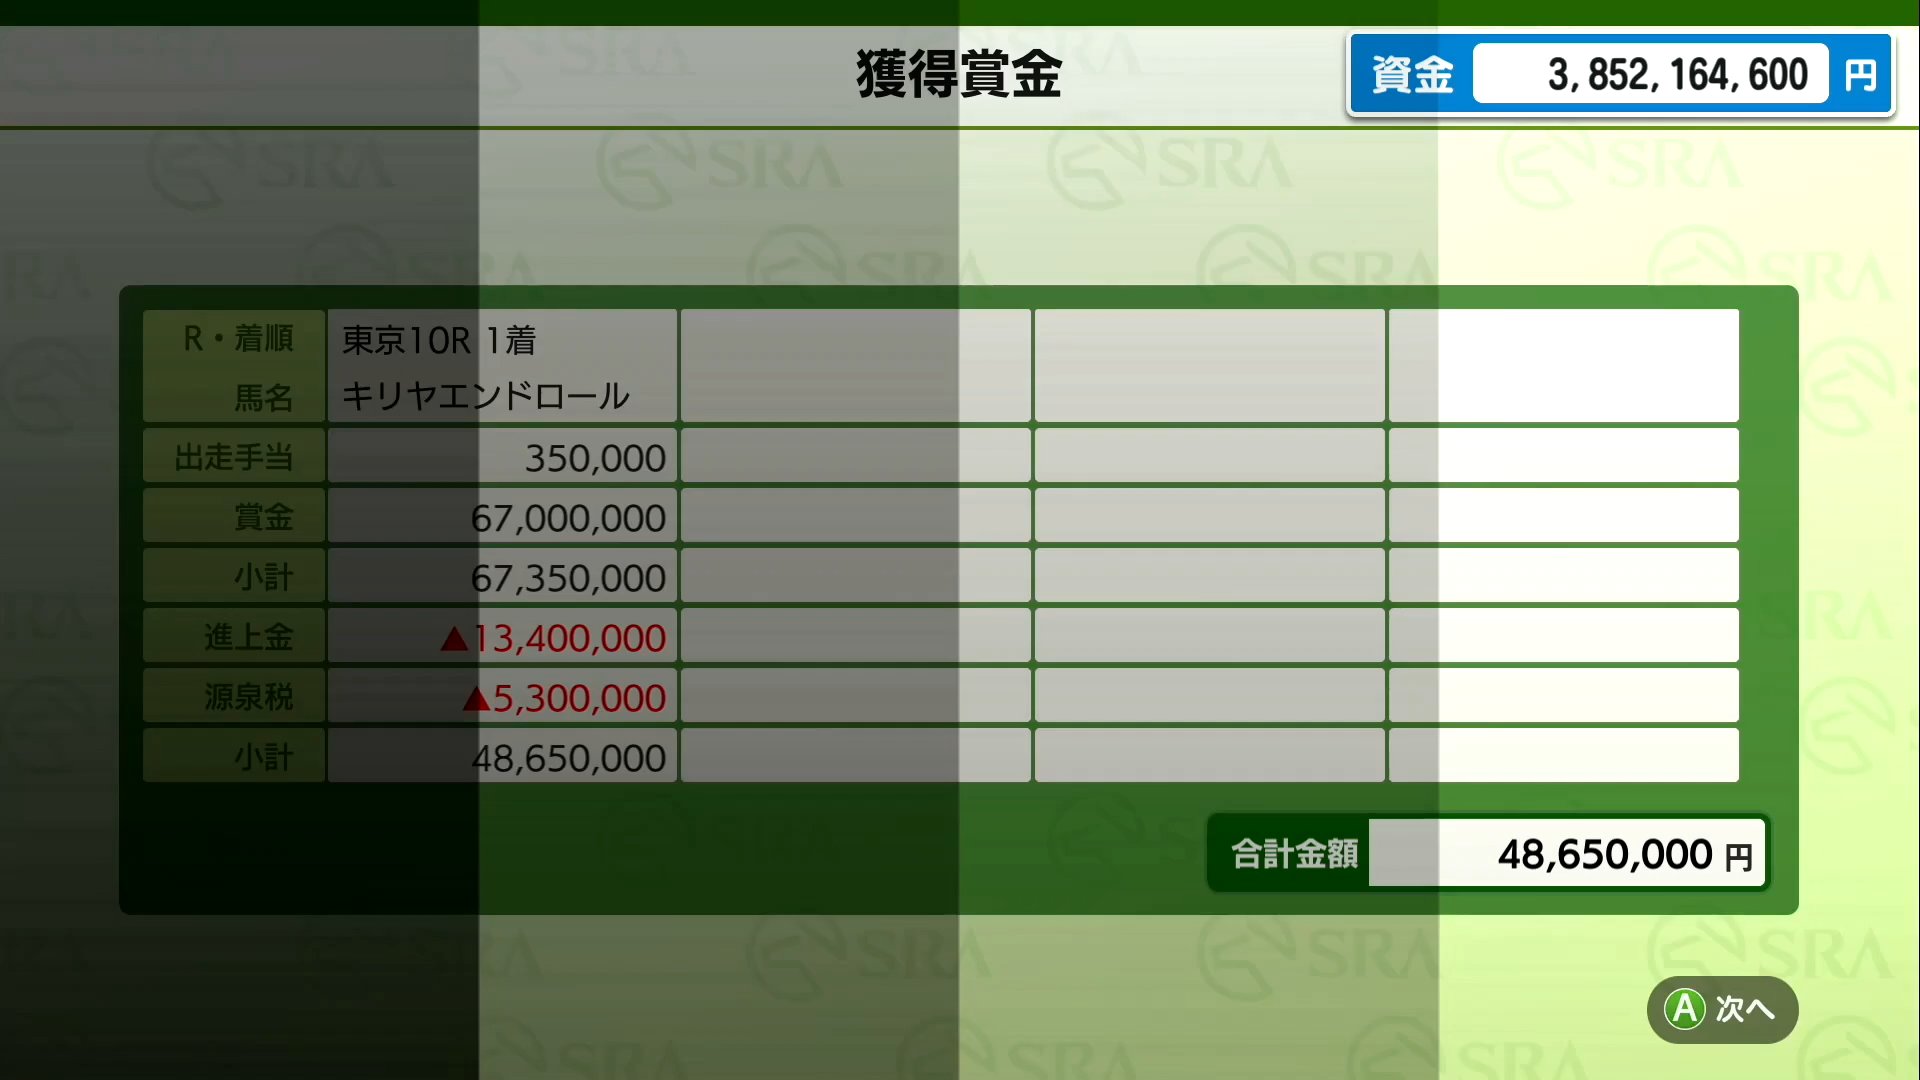 獲得賞金
資金 3,852,164,600 円
R・着順 東京10R 1着
馬名 キリヤエンドロール
出走手当 350,000
賞金 67,000,000
小計 67,350,000
進上金 ▲13,400,000
源泉税 ▲5,300,000
小計 48,650,000
合計金額 48,650,000 円
A 次へ
SRA